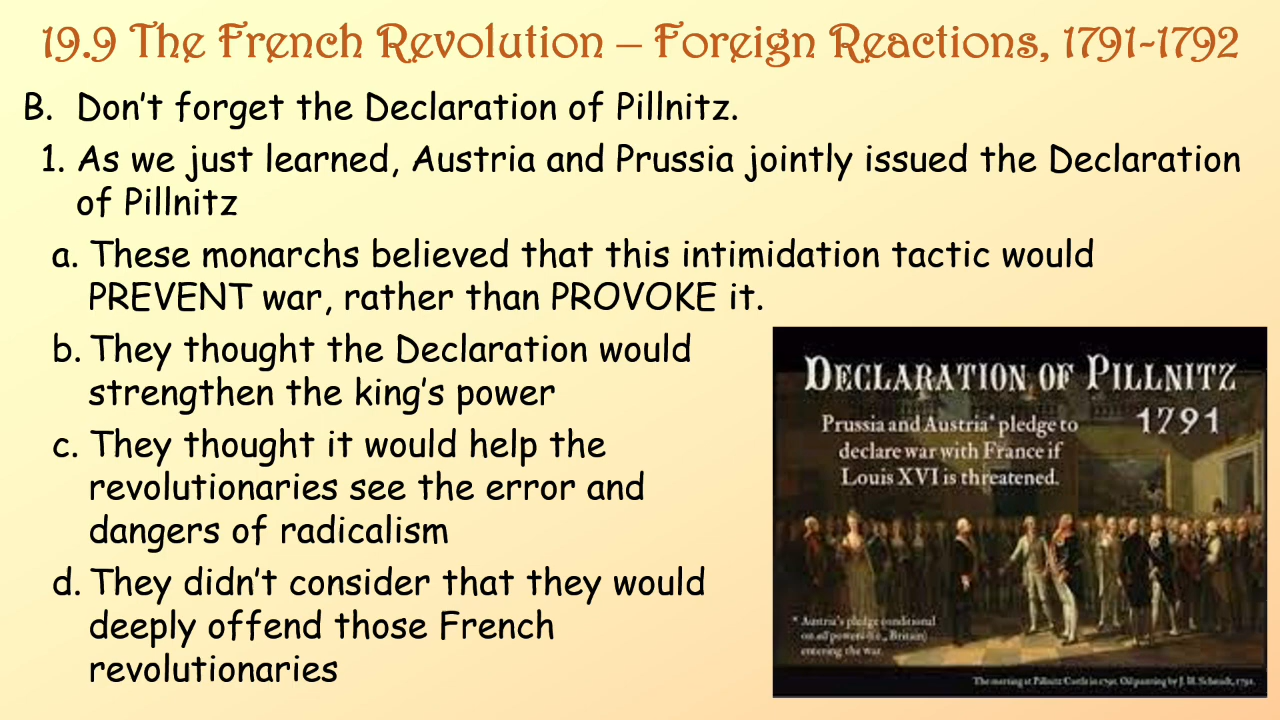 19.9 The French Revolution – Foreign Reactions, 1791-1792
B. Don't forget the Declaration of Pillnitz.
1. As we just learned, Austria and Prussia jointly issued the Declaration
of Pillnitz
a. These monarchs believed that this intimidation tactic would
PREVENT war, rather than PROVOKE it.
b. They thought the Declaration would
strengthen the king's power
c. They thought it would help the
revolutionaries see the error and
dangers of radicalism
d. They didn't consider that they would
deeply offend those French
revolutionaries
DECLARATION OF PILLNITZ
1791
Prussia and Austria* pledge to
declare war with France if
Louis XVI is threatened.
* Austria's pledge conditional
on all powers (i.e., Britain)
entering the war.
The meeting at Pillnitz Castle in 1791. Oil painting by J. H. Schmidt, 1791.